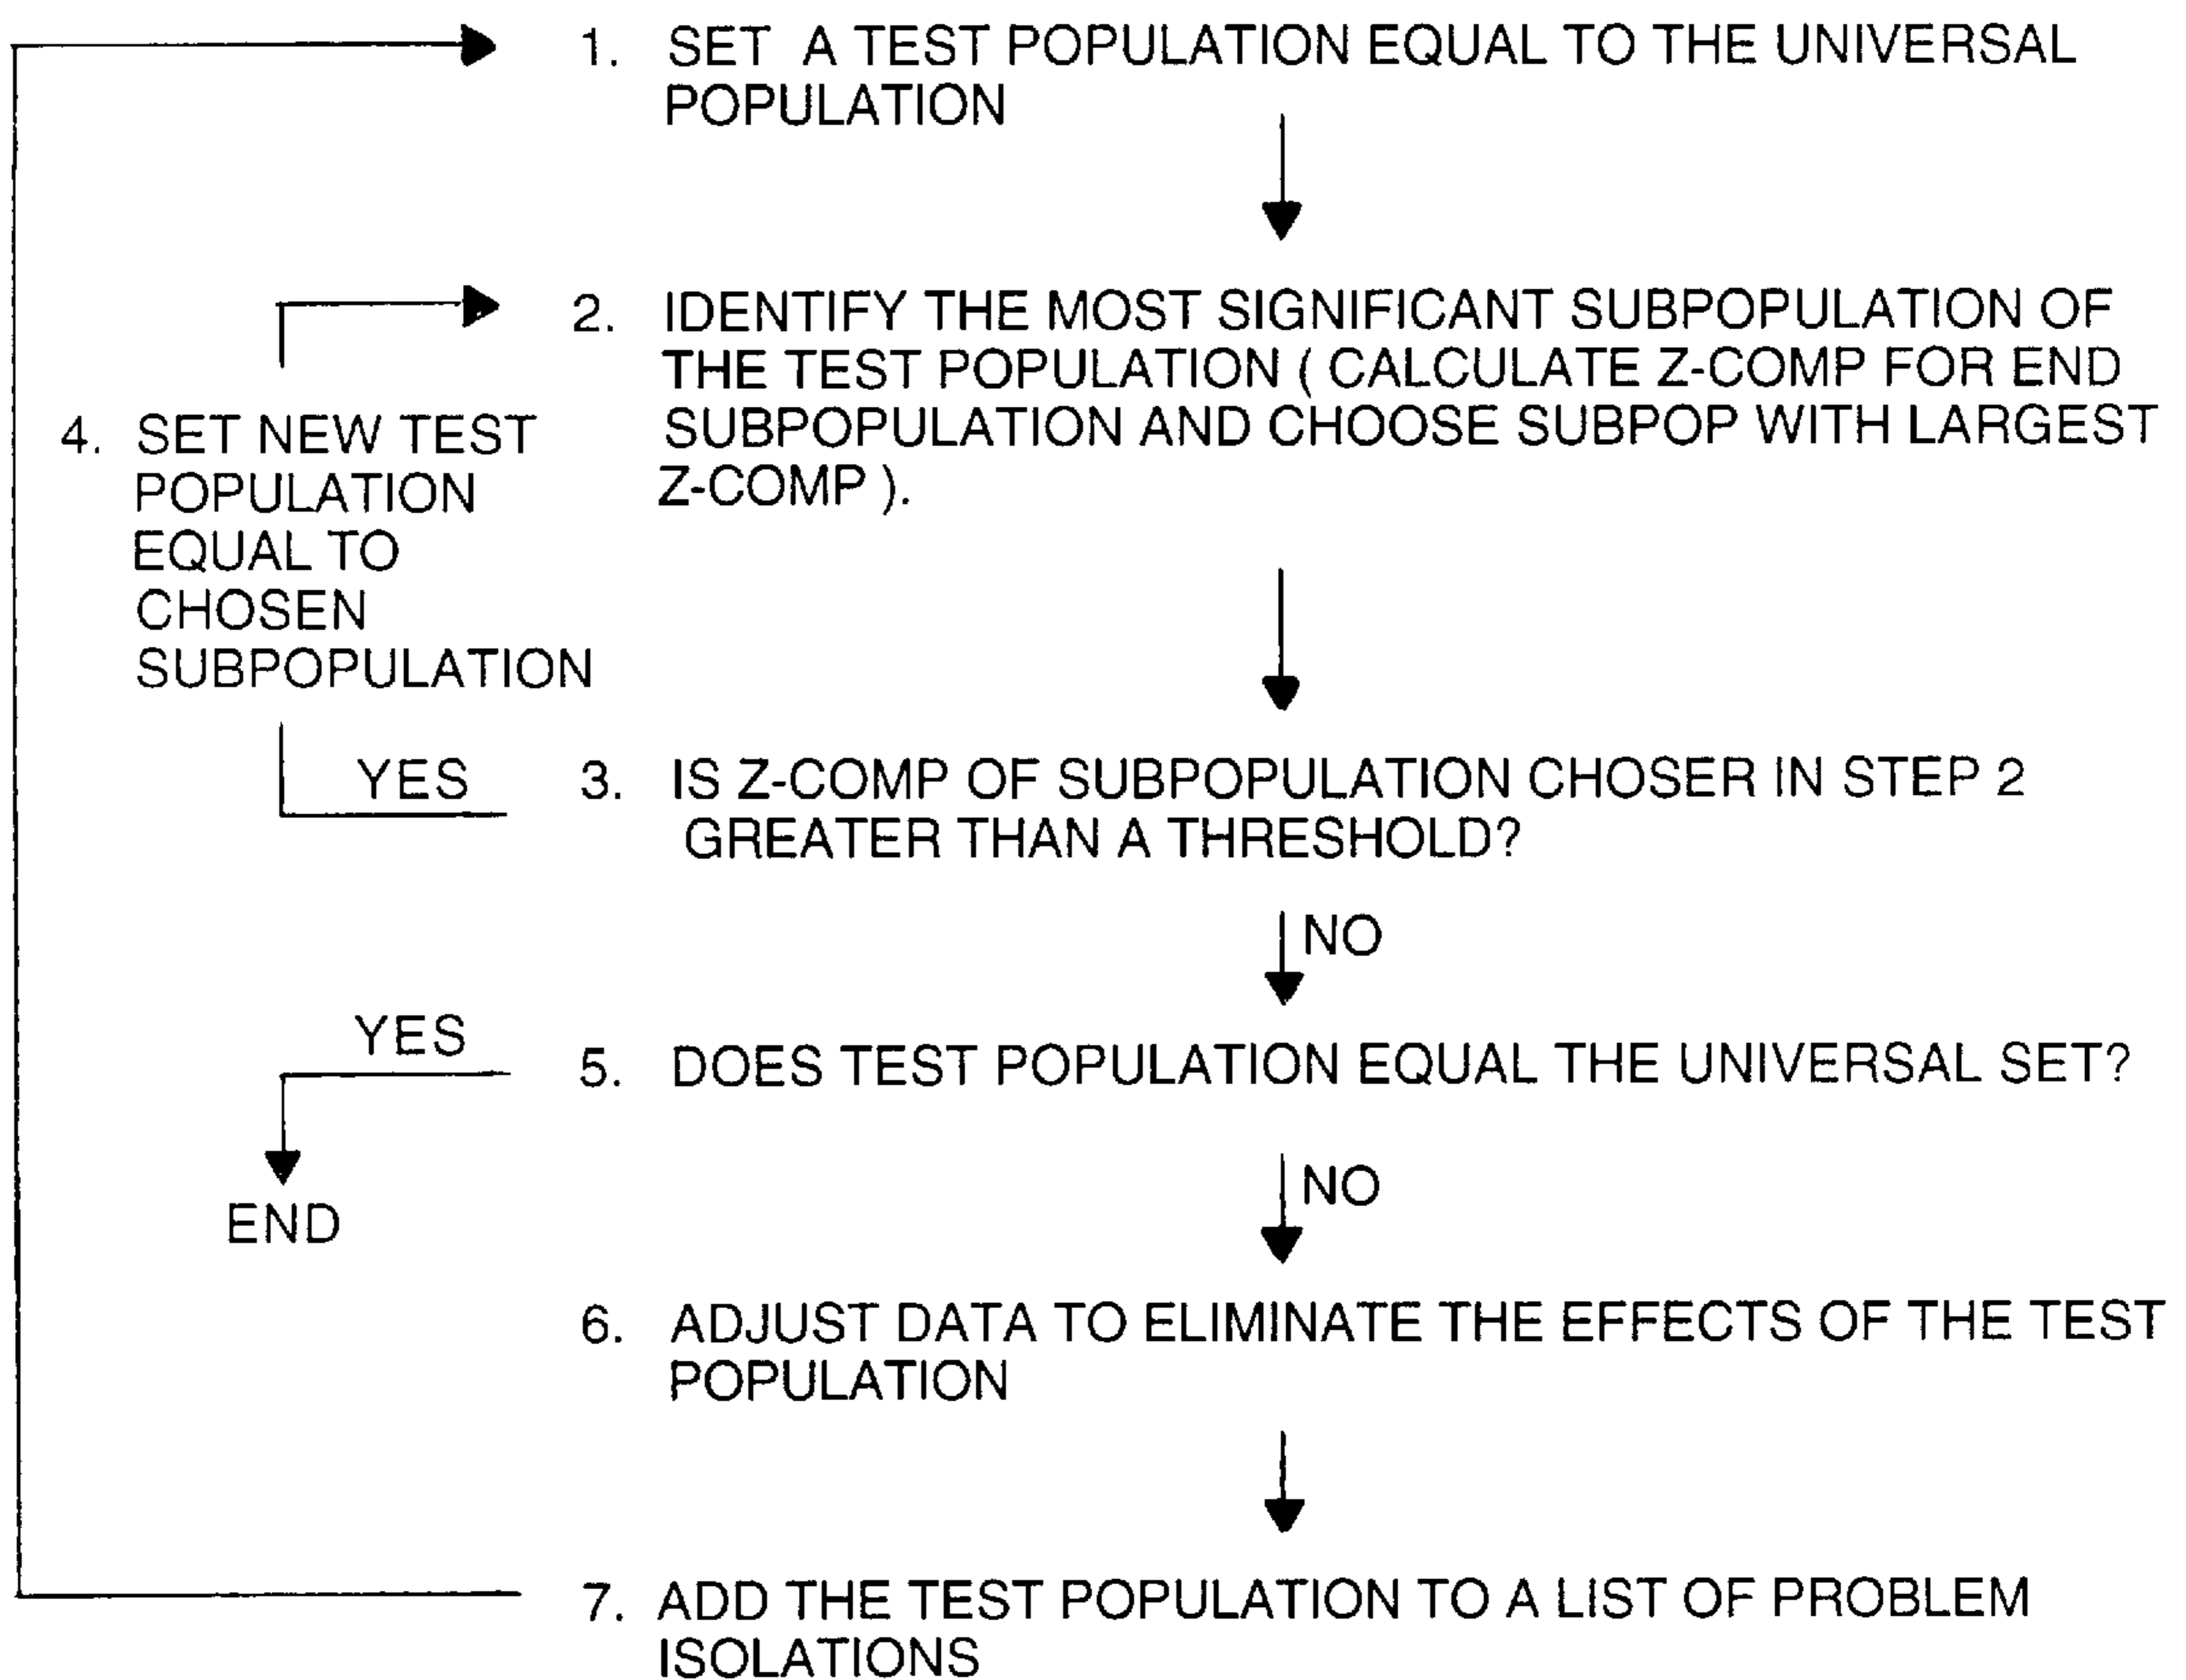 1. SET A TEST POPULATION EQUAL TO THE UNIVERSAL
POPULATION
2. IDENTIFY THE MOST SIGNIFICANT SUBPOPULATION OF
THE TEST POPULATION ( CALCULATE Z-COMP FOR END
SUBPOPULATION AND CHOOSE SUBPOP WITH LARGEST
Z-COMP ).
4. SET NEW TEST
POPULATION
EQUAL TO
CHOSEN
SUBPOPULATION
YES
3. IS Z-COMP OF SUBPOPULATION CHOSER IN STEP 2
GREATER THAN A THRESHOLD?
NO
YES
5. DOES TEST POPULATION EQUAL THE UNIVERSAL SET?
NO
END
6. ADJUST DATA TO ELIMINATE THE EFFECTS OF THE TEST
POPULATION
7. ADD THE TEST POPULATION TO A LIST OF PROBLEM
ISOLATIONS